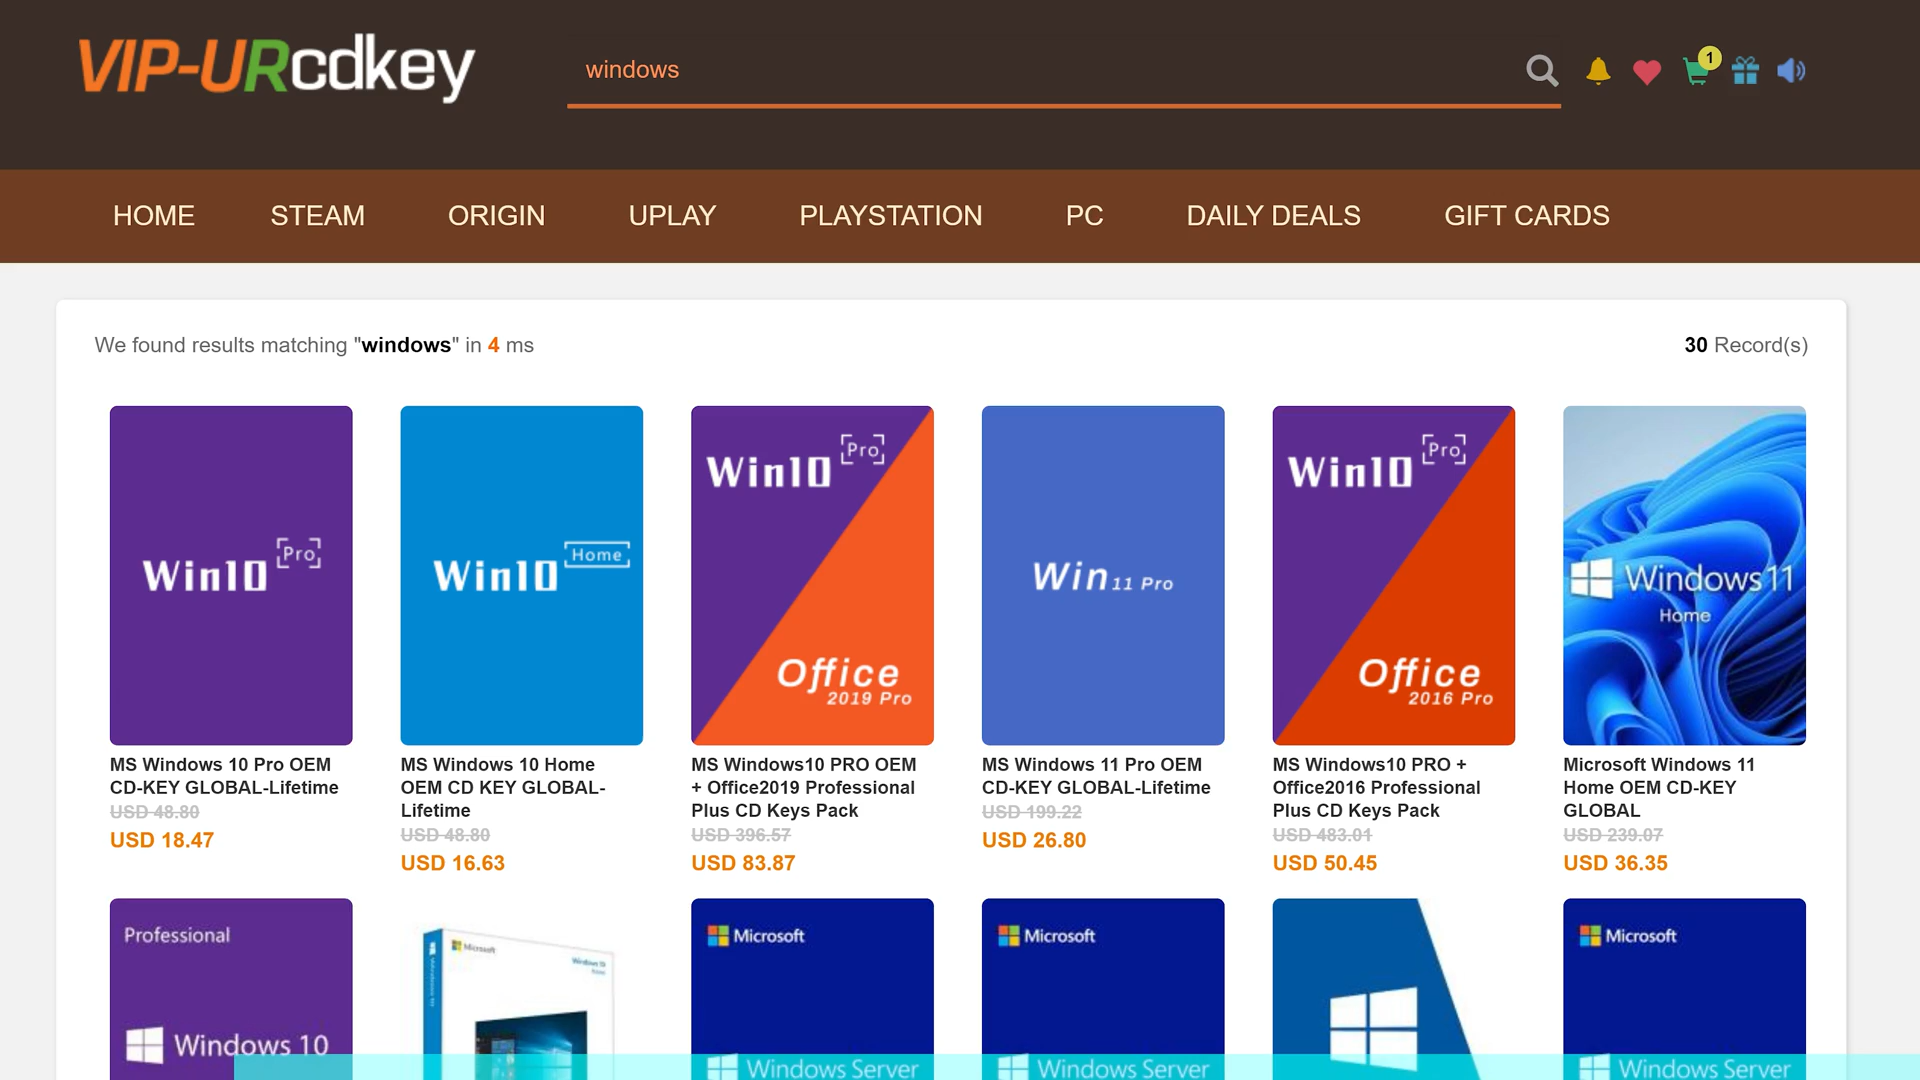 VIP-URcdkey
windows
1
HOME
STEAM
ORIGIN
UPLAY
PLAYSTATION
PC
DAILY DEALS
GIFT CARDS
We found results matching "windows" in 4 ms
30 Record(s)
Win10 [Pro]
Win10 [Home]
Win10 [Pro]
Office
2019 Pro
Win 11 Pro
Win10 [Pro]
Office
2016 Pro
Windows 11
Home
MS Windows 10 Pro OEM
CD-KEY GLOBAL-Lifetime
USD 48.80
USD 18.47
MS Windows 10 Home
OEM CD KEY GLOBAL-
Lifetime
USD 48.80
USD 16.63
MS Windows10 PRO OEM
+ Office2019 Professional
Plus CD Keys Pack
USD 396.57
USD 83.87
MS Windows 11 Pro OEM
CD-KEY GLOBAL-Lifetime
USD 199.22
USD 26.80
MS Windows10 PRO +
Office2016 Professional
Plus CD Keys Pack
USD 483.01
USD 50.45
Microsoft Windows 11
Home OEM CD-KEY
GLOBAL
USD 239.07
USD 36.35
Professional
Windows 10
Microsoft
Windows 10
Microsoft
Windows Server
Microsoft
Windows Server
Microsoft
Windows Server